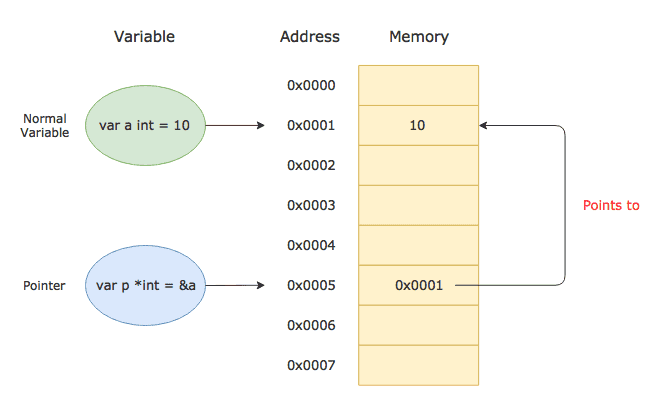 Variable
Address
Memory
0x0000
Normal
Variable
var a int = 10
0x0001
10
0x0002
0x0003
Points to
0x0004
Pointer
var p *int = &a
0x0005
0x0001
0x0006
0x0007